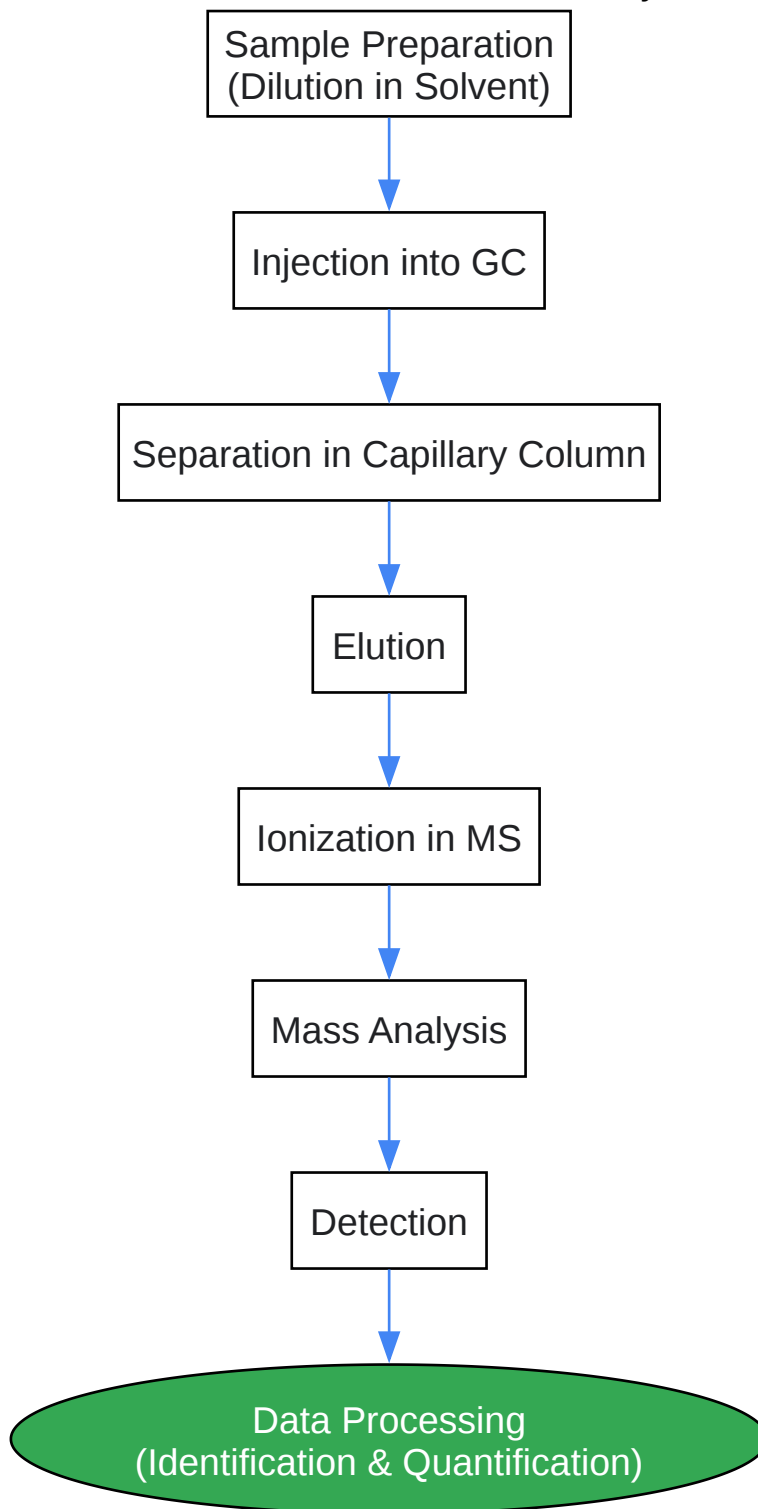 Sample Preparation
(Dilution in Solvent)
Injection into GC
Separation in Capillary Column
Elution
Ionization in MS
Mass Analysis
Detection
Data Processing
(Identification & Quantification)